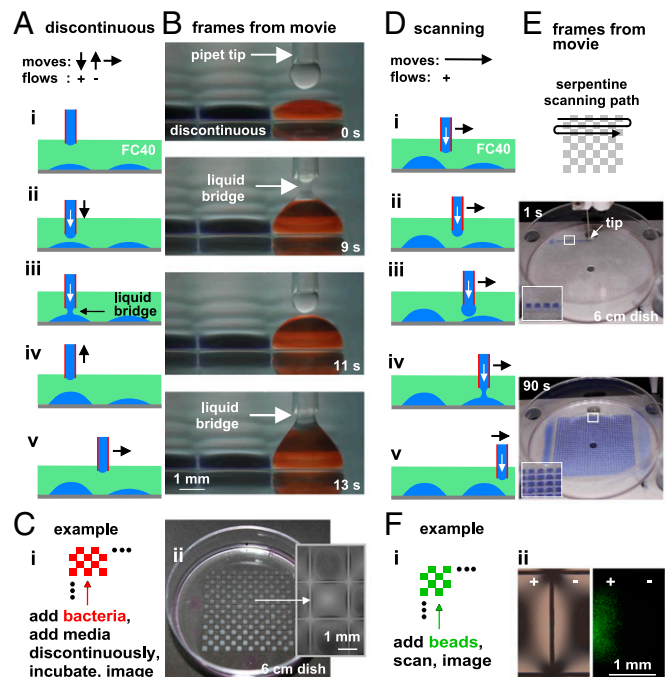 A discontinuous
moves:
flows : + -
i
FC40
ii
iii
liquid
bridge
iv
v
B frames from movie
pipet tip
discontinuous
0 s
liquid
bridge
9 s
11 s
liquid
bridge
1 mm
13 s
C example
i
add bacteria,
add media
discontinuously,
incubate, image
ii
1 mm
6 cm dish
D scanning
moves:
flows: +
i
FC40
ii
iii
iv
v
E frames from
movie
serpentine
scanning path
1 s
tip
6 cm dish
90 s
F example
i
add beads,
scan, image
ii
+ -
+ -
1 mm